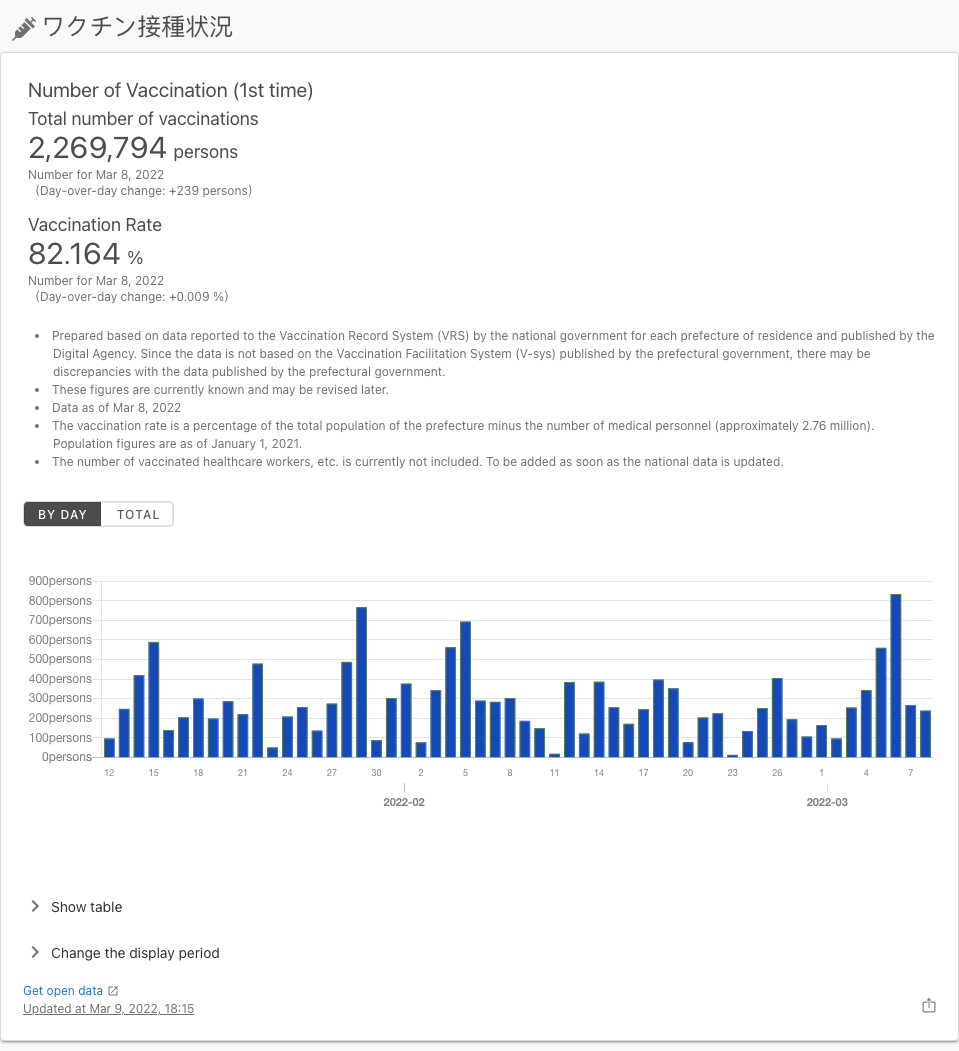 ワクチン接種状況
Number of Vaccination (1st time)
Total number of vaccinations
2,269,794 persons
Number for Mar 8, 2022
(Day-over-day change: +239 persons)
Vaccination Rate
82.164 %
Number for Mar 8, 2022
(Day-over-day change: +0.009 %)
• Prepared based on data reported to the Vaccination Record System (VRS) by the national government for each prefecture of residence and published by the
Digital Agency. Since the data is not based on the Vaccination Facilitation System (V-sys) published by the prefectural government, there may be
discrepancies with the data published by the prefectural government.
• These figures are currently known and may be revised later.
• Data as of Mar 8, 2022
• The vaccination rate is a percentage of the total population of the prefecture minus the number of medical personnel (approximately 2.76 million).
Population figures are as of January 1, 2021.
• The number of vaccinated healthcare workers, etc. is currently not included. To be added as soon as the national data is updated.
BY DAY TOTAL
900persons
800persons
700persons
600persons
500persons
400persons
300persons
200persons
100persons
0persons
12 15 18 21 24 27 30 2 5 8 11 14 17 20 23 26 1 4 7
2022-02 2022-03
Show table
Change the display period
Get open data
Updated at Mar 9, 2022, 18:15